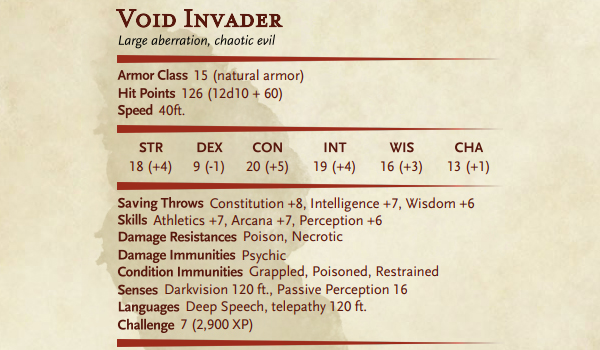 Void Invader
Large aberration, chaotic evil
Armor Class 15 (natural armor)
Hit Points 126 (12d10 + 60)
Speed 40ft.
STR DEX CON INT WIS CHA
18 (+4) 9 (-1) 20 (+5) 19 (+4) 16 (+3) 13 (+1)
Saving Throws Constitution +8, Intelligence +7, Wisdom +6
Skills Athletics +7, Arcana +7, Perception +6
Damage Resistances Poison, Necrotic
Damage Immunities Psychic
Condition Immunities Grappled, Poisoned, Restrained
Senses Darkvision 120 ft., Passive Perception 16
Languages Deep Speech, telepathy 120 ft.
Challenge 7 (2,900 XP)